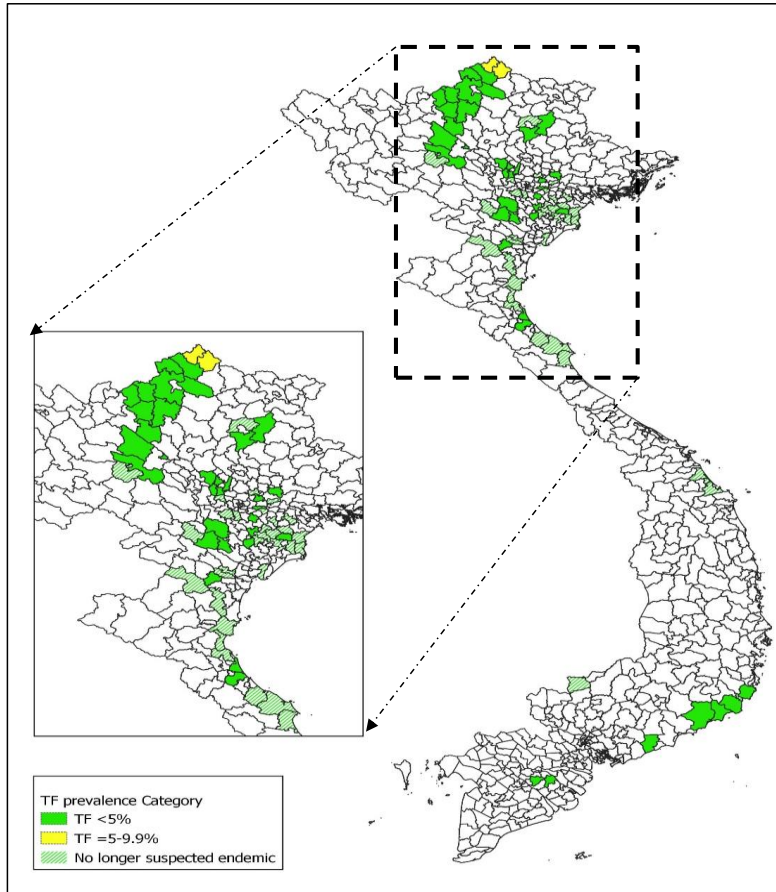 TF prevalence Category
TF <5%
TF =5-9.9%
No longer suspected endemic